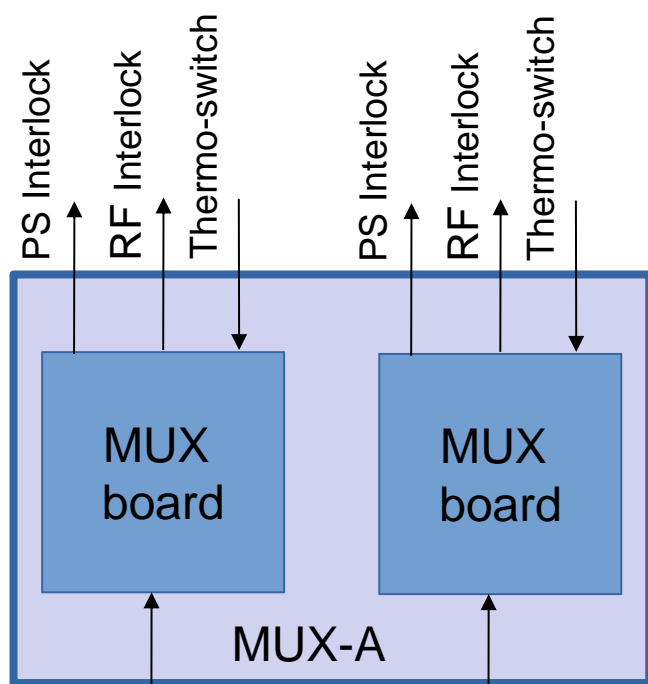 PS Interlock
RF Interlock
Thermo-switch
PS Interlock
RF Interlock
Thermo-switch
MUX
board
MUX
board
MUX-A